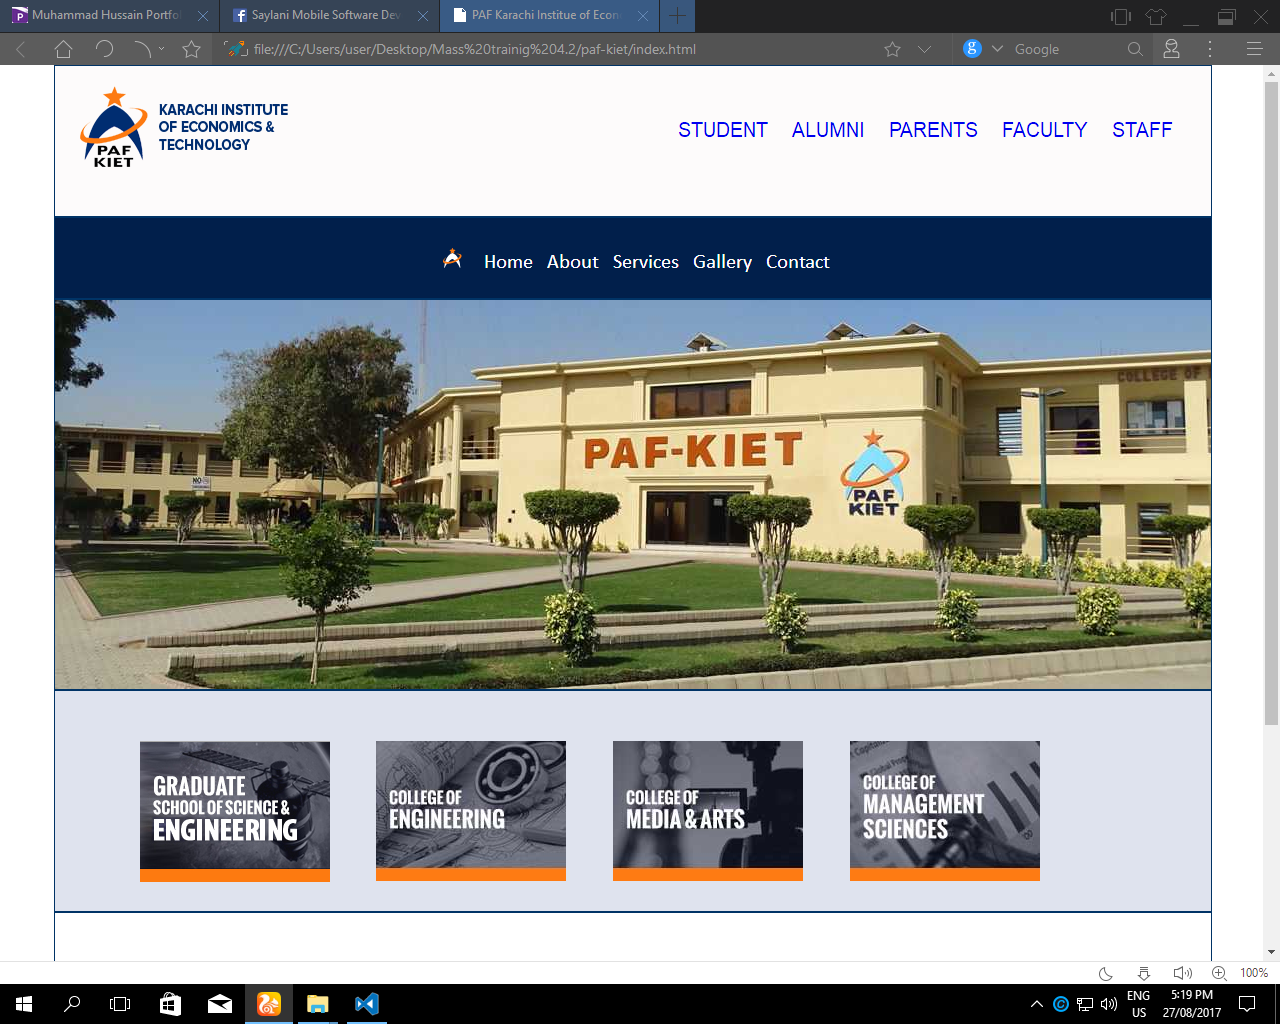 Muhammad Hussain Portfo
Saylani Mobile Software Dev
PAF Karachi Institue of Econ
file:///C:/Users/user/Desktop/Mass%20trainig%204.2/paf-kiet/index.html
g
Google
KARACHI INSTITUTE
OF ECONOMICS &
TECHNOLOGY
PAF
KIET
STUDENT ALUMNI PARENTS FACULTY STAFF
Home About Services Gallery Contact
COLLEGE OF
PAF-KIET
NO
PAF
KIET
GRADUATE
SCHOOL OF SCIENCE &
ENGINEERING
COLLEGE OF
ENGINEERING
COLLEGE OF
MEDIA & ARTS
COLLEGE OF
MANAGEMENT
SCIENCES
100%
ENG
US
5:19 PM
27/08/2017